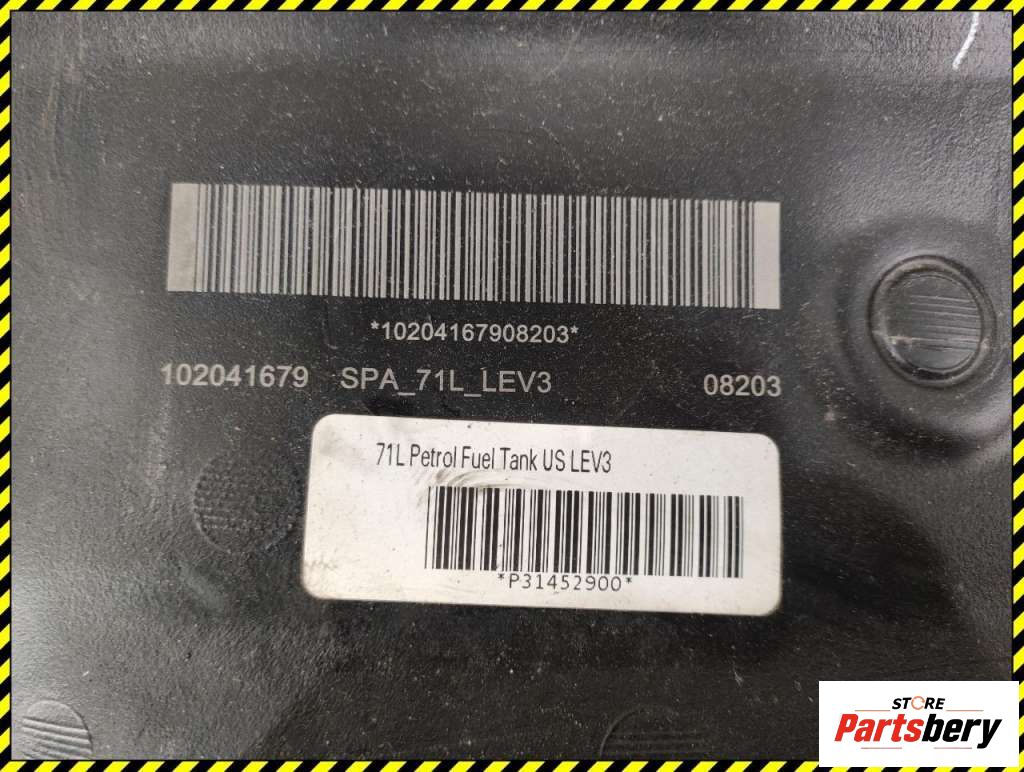 *10204167908203*
102041679 SPA_71L_LEV3 08203
71L Petrol Fuel Tank US LEV3
*P31452900*
STORE
Partsbery